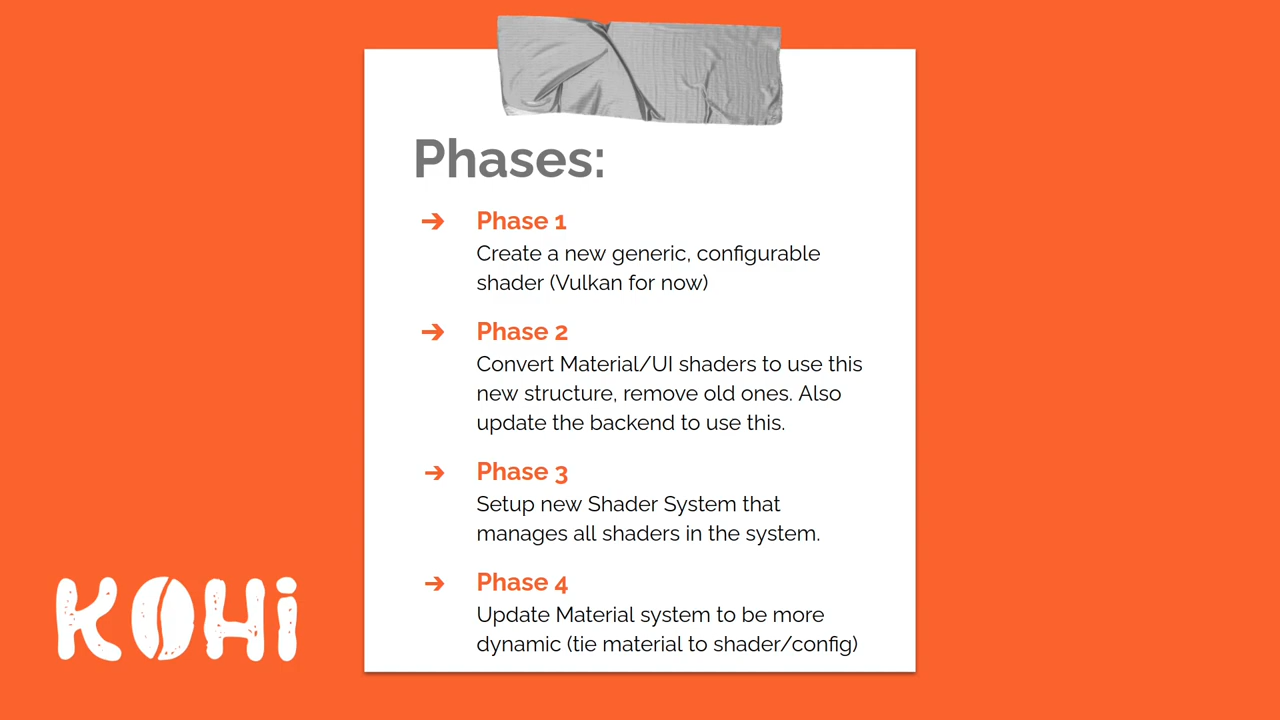 Phases:
➔ Phase 1
Create a new generic, configurable
shader (Vulkan for now)
➔ Phase 2
Convert Material/UI shaders to use this
new structure, remove old ones. Also
update the backend to use this.
➔ Phase 3
Setup new Shader System that
manages all shaders in the system.
➔ Phase 4
Update Material system to be more
dynamic (tie material to shader/config)
KOHi